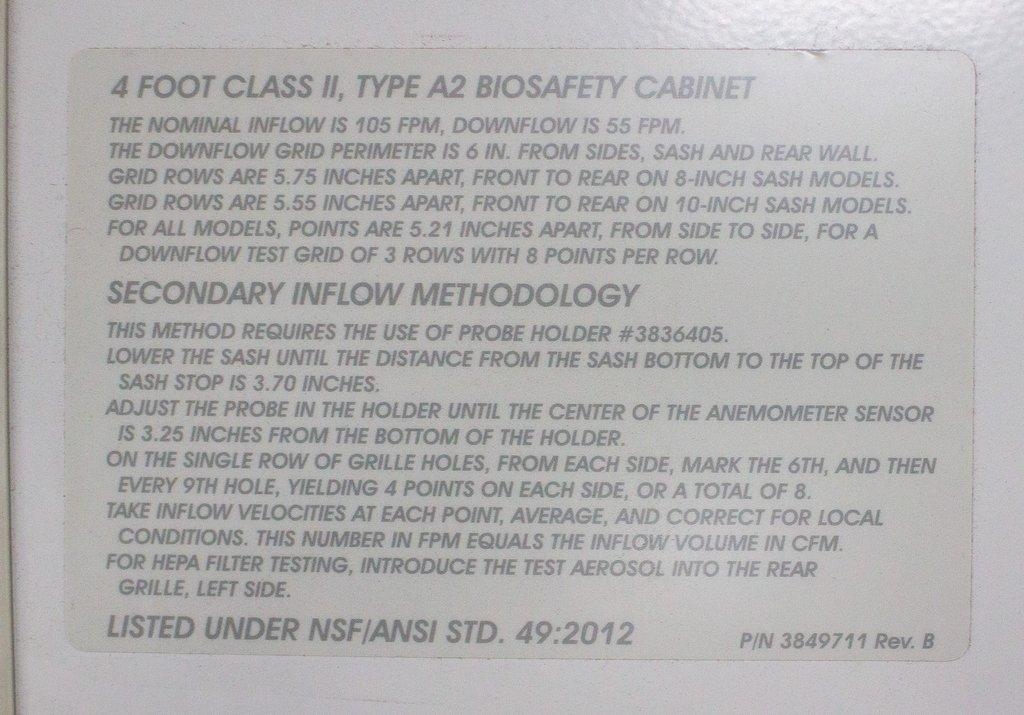 4 FOOT CLASS II, TYPE A2 BIOSAFETY CABINET
THE NOMINAL INFLOW IS 105 FPM, DOWNFLOW IS 55 FPM.
THE DOWNFLOW GRID PERIMETER IS 6 IN. FROM SIDES, SASH AND REAR WALL.
GRID ROWS ARE 5.75 INCHES APART, FRONT TO REAR ON 8-INCH SASH MODELS.
GRID ROWS ARE 5.55 INCHES APART, FRONT TO REAR ON 10-INCH SASH MODELS.
FOR ALL MODELS, POINTS ARE 5.21 INCHES APART, FROM SIDE TO SIDE, FOR A
DOWNFLOW TEST GRID OF 3 ROWS WITH 8 POINTS PER ROW.
SECONDARY INFLOW METHODOLOGY
THIS METHOD REQUIRES THE USE OF PROBE HOLDER #3836405.
LOWER THE SASH UNTIL THE DISTANCE FROM THE SASH BOTTOM TO THE TOP OF THE
SASH STOP IS 3.70 INCHES.
ADJUST THE PROBE IN THE HOLDER UNTIL THE CENTER OF THE ANEMOMETER SENSOR
IS 3.25 INCHES FROM THE BOTTOM OF THE HOLDER.
ON THE SINGLE ROW OF GRILLE HOLES, FROM EACH SIDE, MARK THE 6TH, AND THEN
EVERY 9TH HOLE, YIELDING 4 POINTS ON EACH SIDE, OR A TOTAL OF 8.
TAKE INFLOW VELOCITIES AT EACH POINT, AVERAGE, AND CORRECT FOR LOCAL
CONDITIONS. THIS NUMBER IN FPM EQUALS THE INFLOW VOLUME IN CFM.
FOR HEPA FILTER TESTING, INTRODUCE THE TEST AEROSOL INTO THE REAR
GRILLE, LEFT SIDE.
LISTED UNDER NSF/ANSI STD. 49:2012
P/N 3849711 Rev. B